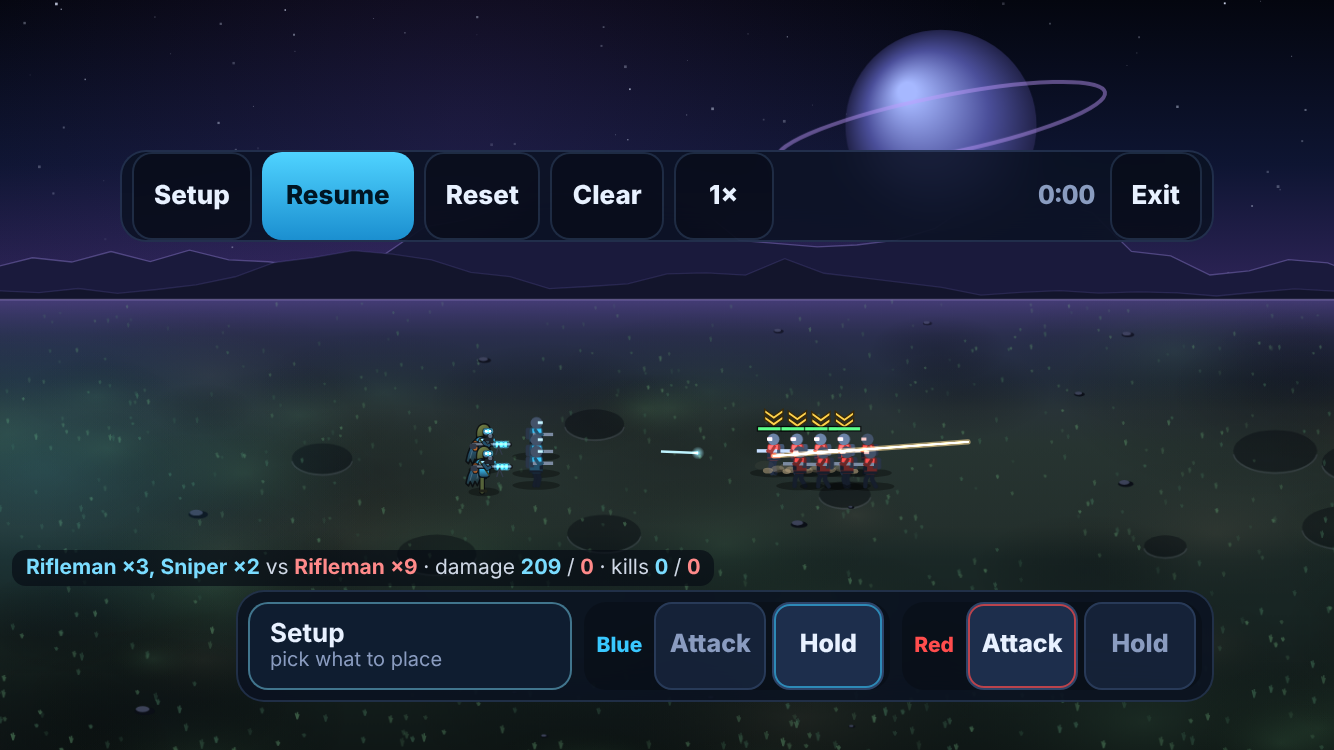 Setup Resume Reset Clear 1× 0:00 Exit
Rifleman ×3, Sniper ×2 vs Rifleman ×9 · damage 209 / 0 · kills 0 / 0
Setup
pick what to place
Blue Attack Hold Red Attack Hold